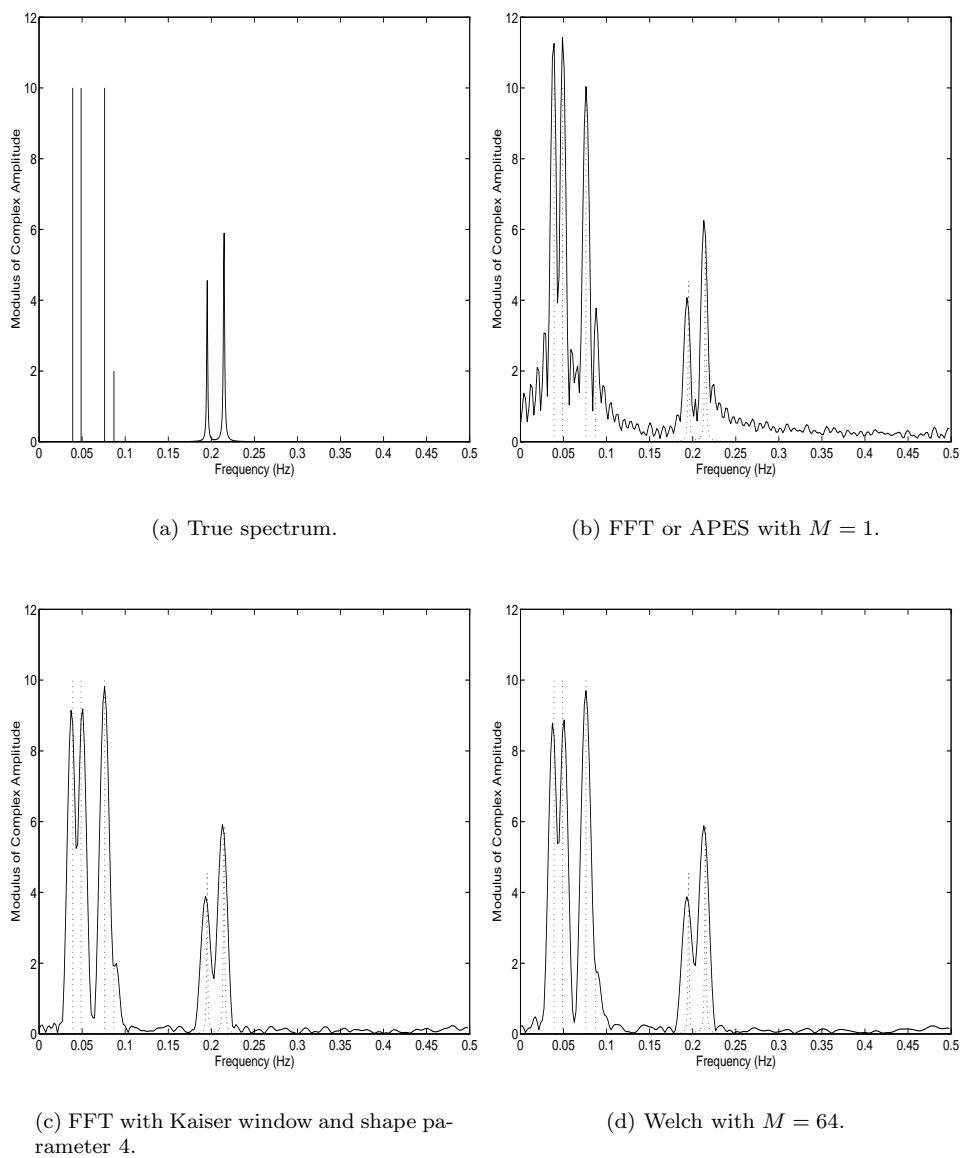 12
10
8
6
4
2
0
Modulus of Complex Amplitude
0 0.05 0.1 0.15 0.2 0.25 0.3 0.35 0.4 0.45 0.5
Frequency (Hz)
(a) True spectrum.
12
10
8
6
4
2
0
Modulus of Complex Amplitude
0 0.05 0.1 0.15 0.2 0.25 0.3 0.35 0.4 0.45 0.5
Frequency (Hz)
(b) FFT or APES with M = 1.
12
10
8
6
4
2
0
Modulus of Complex Amplitude
0 0.05 0.1 0.15 0.2 0.25 0.3 0.35 0.4 0.45 0.5
Frequency (Hz)
(c) FFT with Kaiser window and shape pa-
rameter 4.
12
10
8
6
4
2
0
Modulus of Complex Amplitude
0 0.05 0.1 0.15 0.2 0.25 0.3 0.35 0.4 0.45 0.5
Frequency (Hz)
(d) Welch with M = 64.